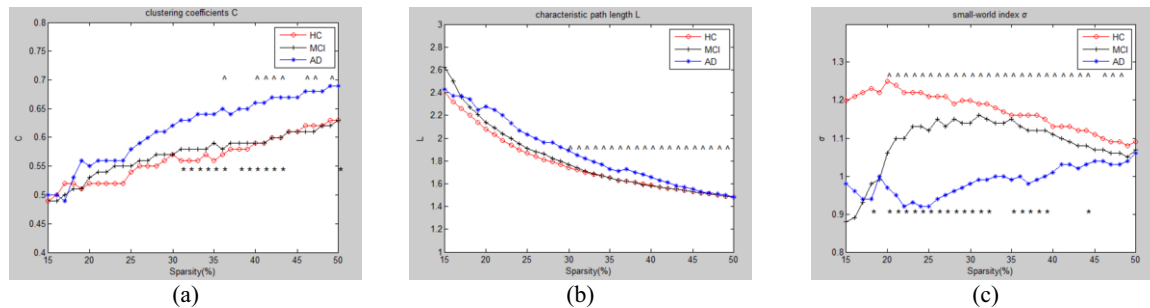 clustering coefficients C
0.8
0.75
0.7
0.65
0.6
0.55
0.5
0.45
0.4
C
HC
MCI
AD
^ ^ ^ ^ ^ ^ ^ ^
* * * * * * * * * * * * *
15 20 25 30 35 40 45 50
Sparsity(%)
(a)
characteristic path length L
3
2.8
2.6
2.4
2.2
2
1.8
1.6
1.4
1.2
1
L
HC
MCI
AD
^ ^ ^ ^ ^ ^ ^ ^ ^ ^ ^ ^ ^ ^ ^ ^ ^ ^ ^ ^
15 20 25 30 35 40 45 50
Sparsity(%)
(b)
small-world index σ
1.3
1.2
1.1
1
0.9
0.8
σ
HC
MCI
AD
^ ^ ^ ^ ^ ^ ^ ^ ^ ^ ^ ^ ^ ^ ^ ^ ^ ^ ^ ^ ^ ^ ^ ^ ^ ^ ^ ^
* * * * * * * * * * * * * * * * * * * *
15 20 25 30 35 40 45 50
Sparsity(%)
(c)